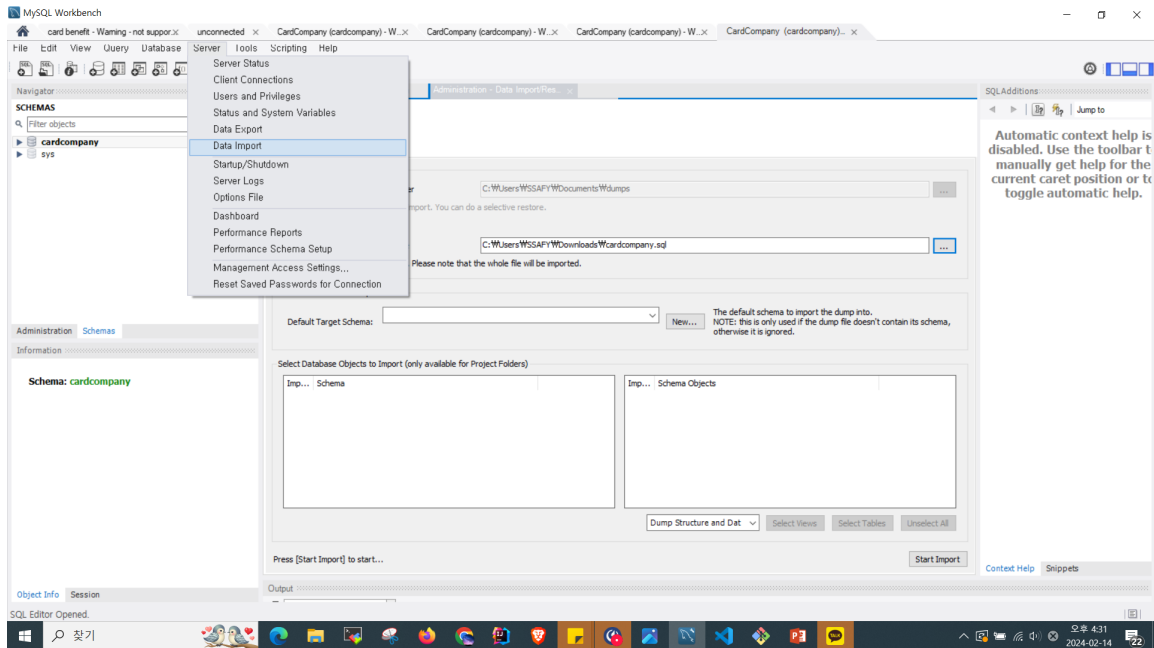 MySQL Workbench
card benefit - Warning - not suppor.x
unconnected ×
CardCompany (cardcompany) - W...×
CardCompany (cardcompany) - W...×
CardCompany (cardcompany) - W...×
CardCompany (cardcompany)... ×
File Edit View Query Database Server Tools Scripting Help
Server Status
Client Connections
Users and Privileges
Status and System Variables
Data Export
Data Import
Startup/Shutdown
Server Logs
Options File
Dashboard
Performance Reports
Performance Schema Setup
Management Access Settings...
Reset Saved Passwords for Connection
Navigator
SCHEMAS
Filter objects
cardcompany
sys
Administration Schemas
Information
Schema: cardcompany
Object Info Session
SQL Editor Opened.
Administration - Data Import/Res... ×
er
C:₩Users₩SSAFY₩Documents₩dumps
...
mport. You can do a selective restore.
C:₩Users₩SSAFY₩Downloads₩cardcompany.sql
...
Please note that the whole file will be imported.
Default Target Schema:
New...
The default schema to import the dump into.
NOTE: this is only used if the dump file doesn't contain its schema,
otherwise it is ignored.
Select Database Objects to Import (only available for Project Folders)
Imp... Schema
Imp... Schema Objects
Dump Structure and Dat
Select Views
Select Tables
Unselect All
Press [Start Import] to start...
Start Import
Output
SQLAdditions
Jump to
Automatic context help is
disabled. Use the toolbar t
manually get help for the
current caret position or to
toggle automatic help.
Context Help Snippets
찾기
오후 4:31
2024-02-14
22